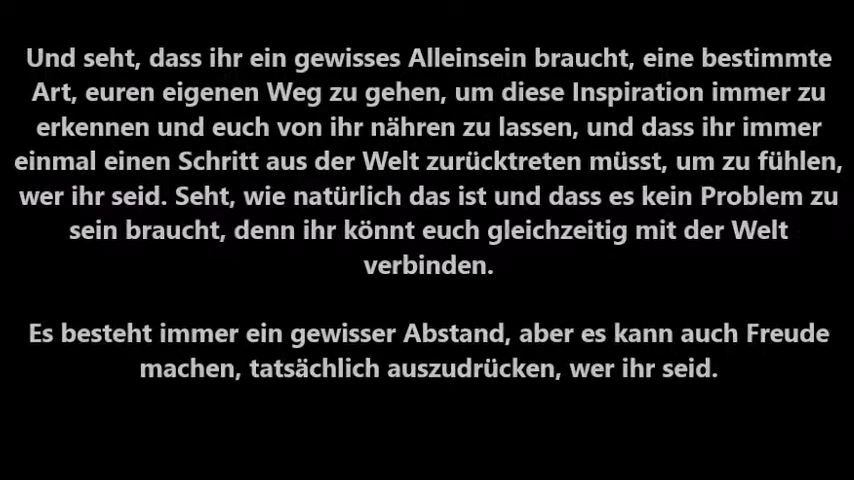 Und seht, dass ihr ein gewisses Alleinsein braucht, eine bestimmte
Art, euren eigenen Weg zu gehen, um diese Inspiration immer zu
erkennen und euch von ihr nähren zu lassen, und dass ihr immer
einmal einen Schritt aus der Welt zurücktreten müsst, um zu fühlen,
wer ihr seid. Seht, wie natürlich das ist und dass es kein Problem zu
sein braucht, denn ihr könnt euch gleichzeitig mit der Welt
verbinden.
Es besteht immer ein gewisser Abstand, aber es kann auch Freude
machen, tatsächlich auszudrücken, wer ihr seid.